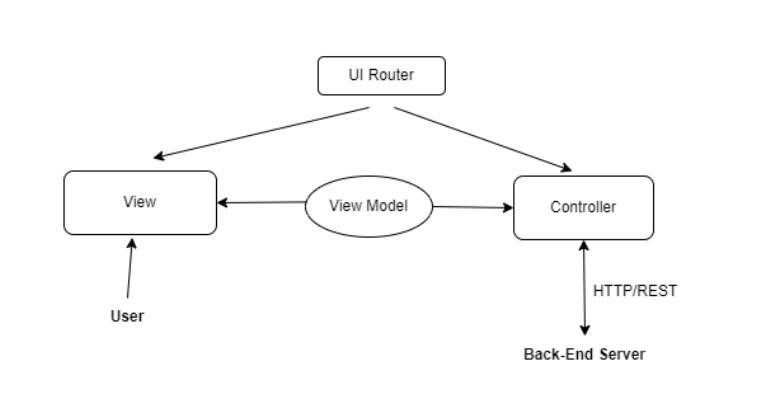 UI Router
View
View Model
Controller
HTTP/REST
User
Back-End Server